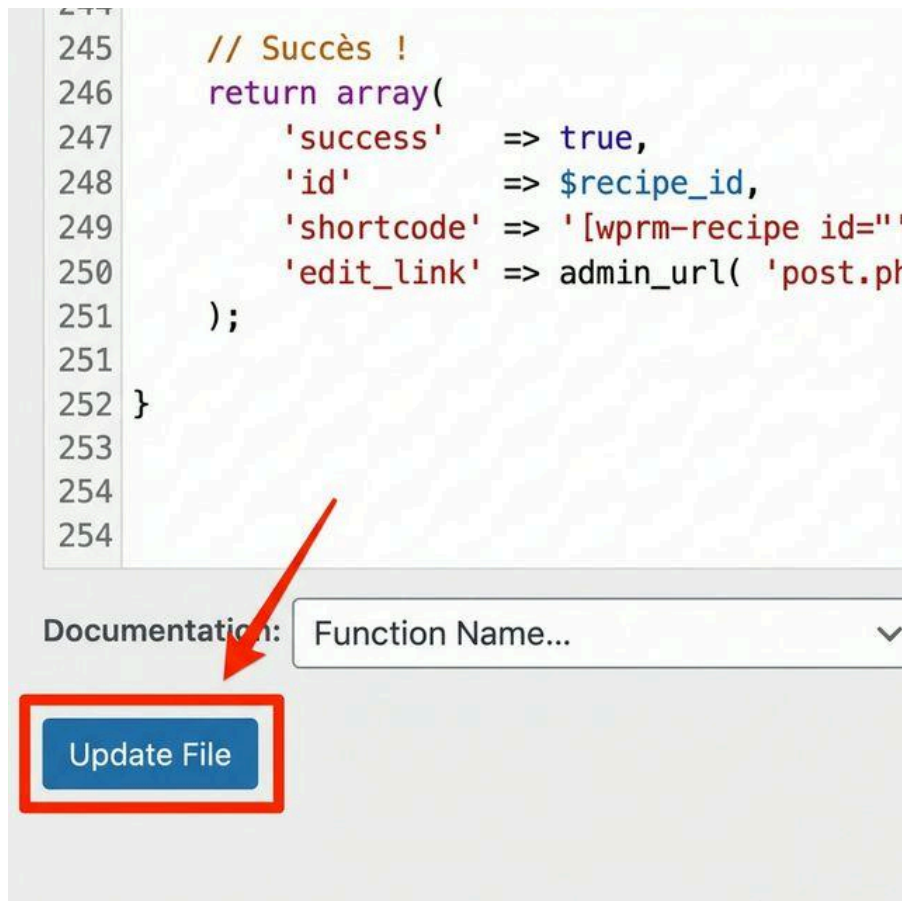 245 // Succès !
246 return array(
247 'success' => true,
248 'id' => $recipe_id,
249 'shortcode' => '[wprm-recipe id="'
250 'edit_link' => admin_url( 'post.ph
251 );
251
252 }
253
254
254
Documentation: Function Name...
Update File